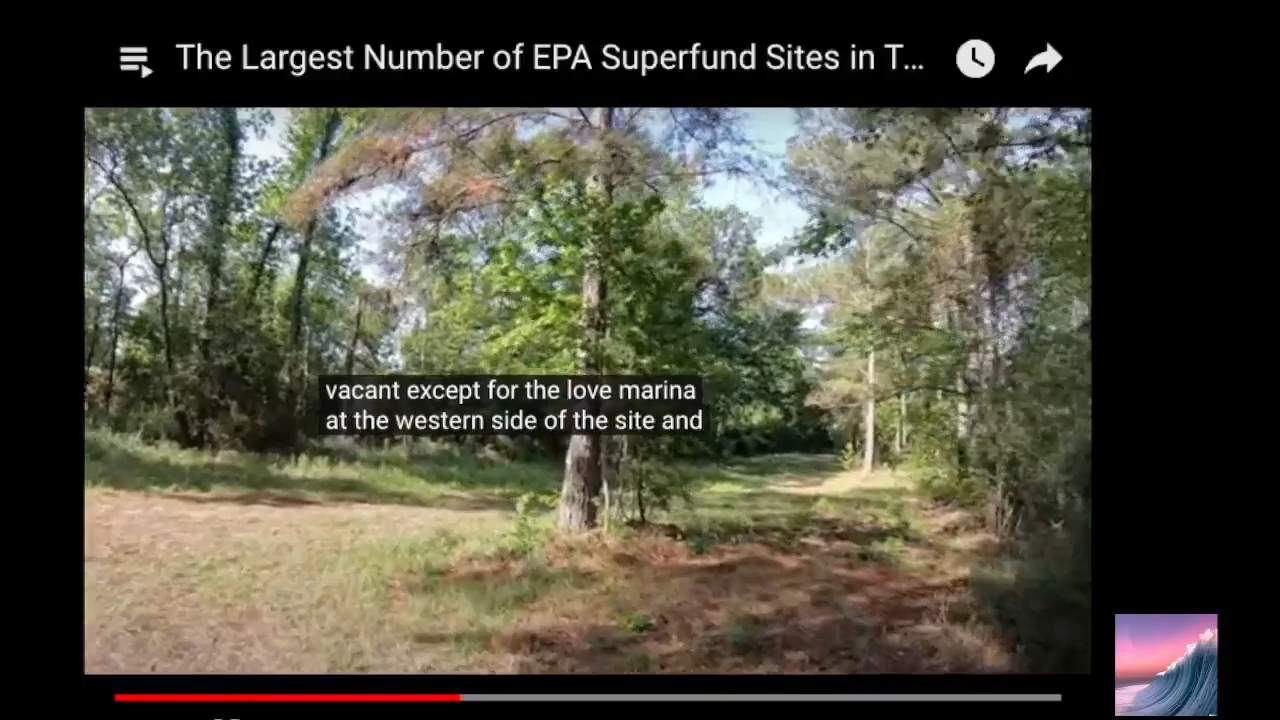 The Largest Number of EPA Superfund Sites in T...
vacant except for the love marina
at the western side of the site and